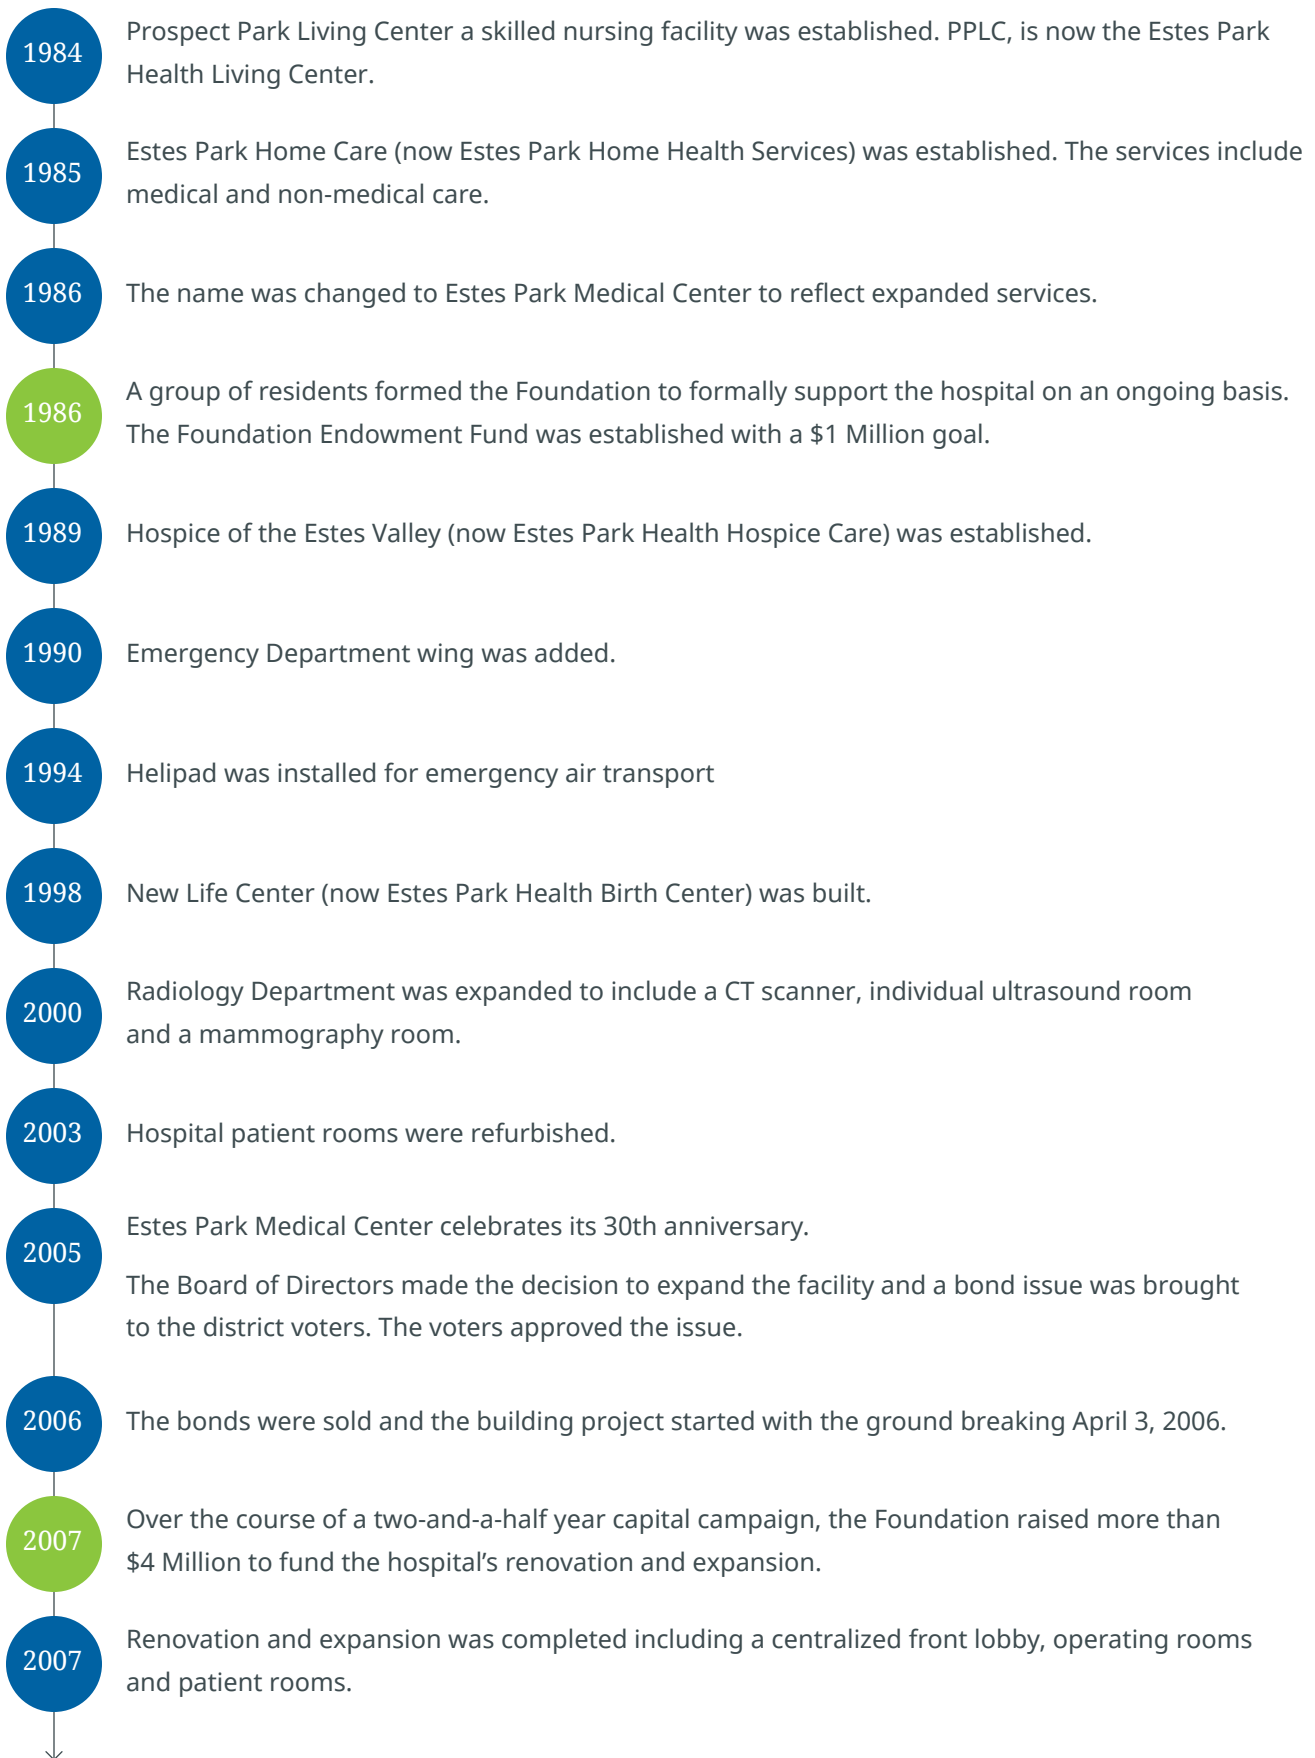 1984
Prospect Park Living Center a skilled nursing facility was established. PPLC, is now the Estes Park
Health Living Center.
1985
Estes Park Home Care (now Estes Park Home Health Services) was established. The services include
medical and non-medical care.
1986
The name was changed to Estes Park Medical Center to reflect expanded services.
1986
A group of residents formed the Foundation to formally support the hospital on an ongoing basis.
The Foundation Endowment Fund was established with a $1 Million goal.
1989
Hospice of the Estes Valley (now Estes Park Health Hospice Care) was established.
1990
Emergency Department wing was added.
1994
Helipad was installed for emergency air transport
1998
New Life Center (now Estes Park Health Birth Center) was built.
2000
Radiology Department was expanded to include a CT scanner, individual ultrasound room
and a mammography room.
2003
Hospital patient rooms were refurbished.
2005
Estes Park Medical Center celebrates its 30th anniversary.
The Board of Directors made the decision to expand the facility and a bond issue was brought
to the district voters. The voters approved the issue.
2006
The bonds were sold and the building project started with the ground breaking April 3, 2006.
2007
Over the course of a two-and-a-half year capital campaign, the Foundation raised more than
$4 Million to fund the hospital’s renovation and expansion.
2007
Renovation and expansion was completed including a centralized front lobby, operating rooms
and patient rooms.